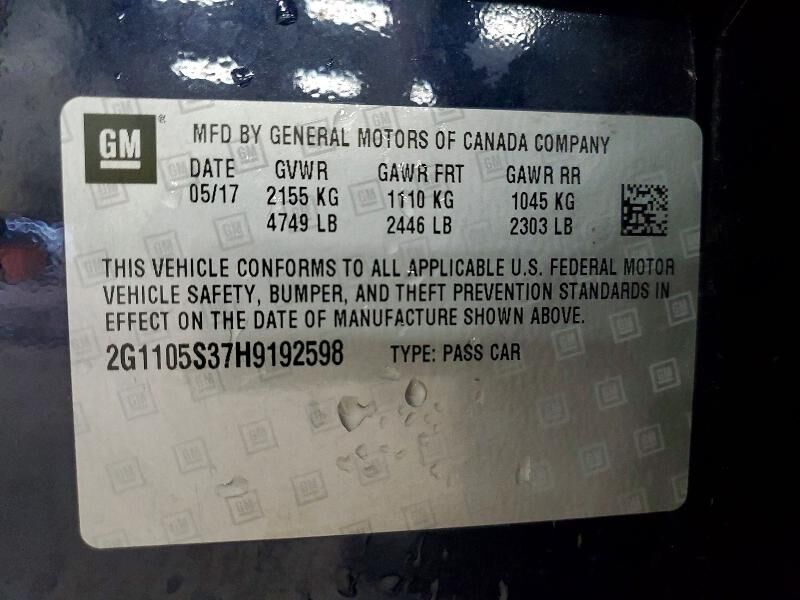 GM
MFD BY GENERAL MOTORS OF CANADA COMPANY
DATE GVWR GAWR FRT GAWR RR
05/17 2155 KG 1110 KG 1045 KG
4749 LB 2446 LB 2303 LB
THIS VEHICLE CONFORMS TO ALL APPLICABLE U.S. FEDERAL MOTOR
VEHICLE SAFETY, BUMPER, AND THEFT PREVENTION STANDARDS IN
EFFECT ON THE DATE OF MANUFACTURE SHOWN ABOVE.
2G1105S37H9192598 TYPE: PASS CAR